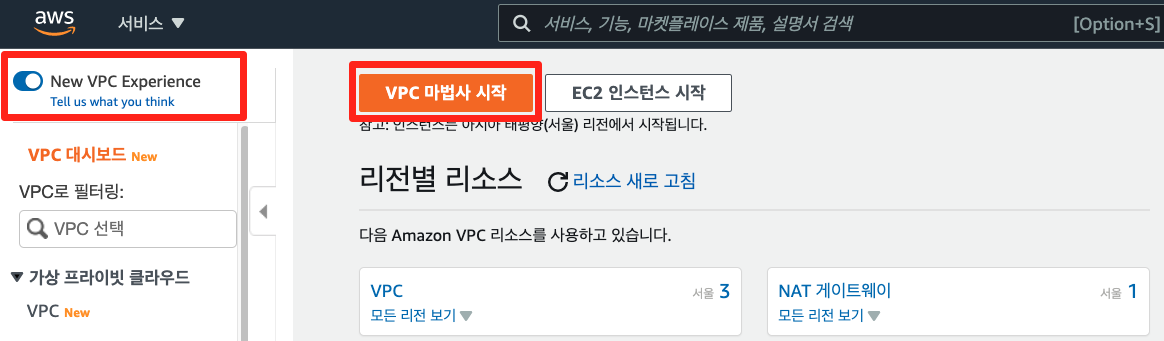 aws 서비스 ▼ 서비스, 기능, 마켓플레이스 제품, 설명서 검색 [Option+S]
New VPC Experience
Tell us what you think
VPC 대시보드 New
VPC로 필터링:
VPC 선택
▼ 가상 프라이빗 클라우드
VPC New
VPC 마법사 시작 EC2 인스턴스 시작
참고: 인스턴스는 아시아 태평양(서울) 리전에서 시작됩니다.
리전별 리소스 리소스 새로 고침
다음 Amazon VPC 리소스를 사용하고 있습니다.
VPC 서울 3
모든 리전 보기 ▼
NAT 게이트웨이 서울 1
모든 리전 보기 ▼